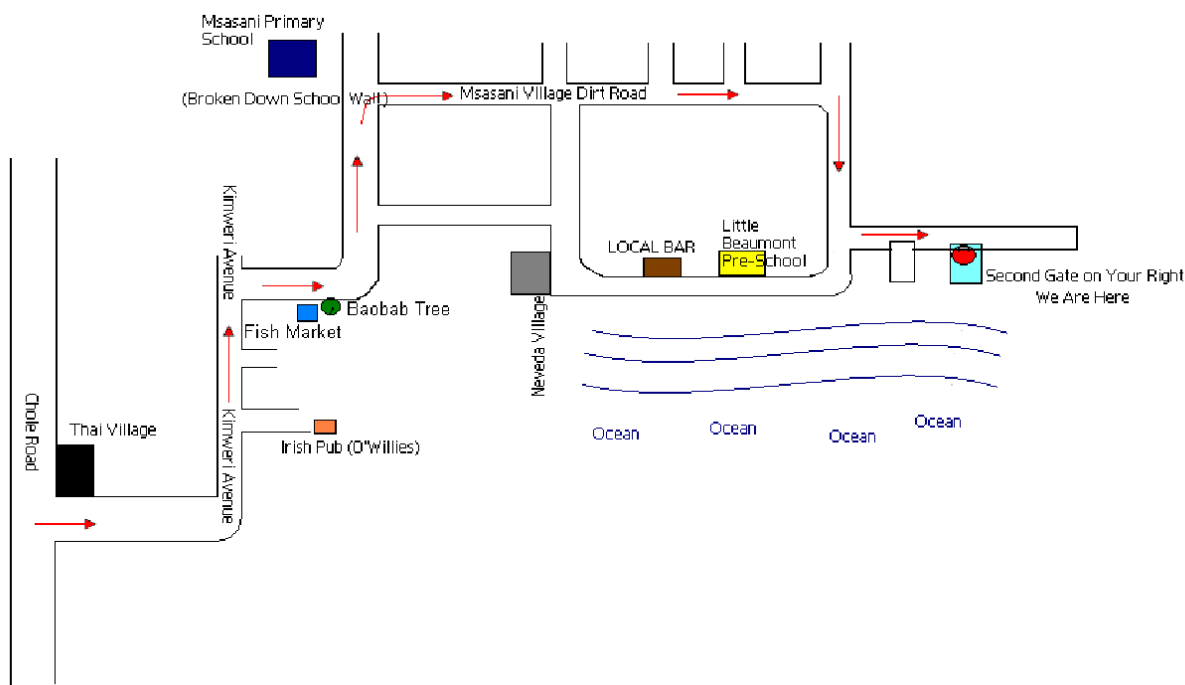 Msasani Primary
School
(Broken Down School Wall)
Msasani Village Dirt Road
Kimweri Avenue
LOCAL BAR
Little
Beaumont
Pre-School
Second Gate on Your Right
We Are Here
Baobab Tree
Fish Market
Neveda Village
Chole Road
Thai Village
Kimweri Avenue
Irish Pub (O"Willies)
Ocean
Ocean
Ocean
Ocean